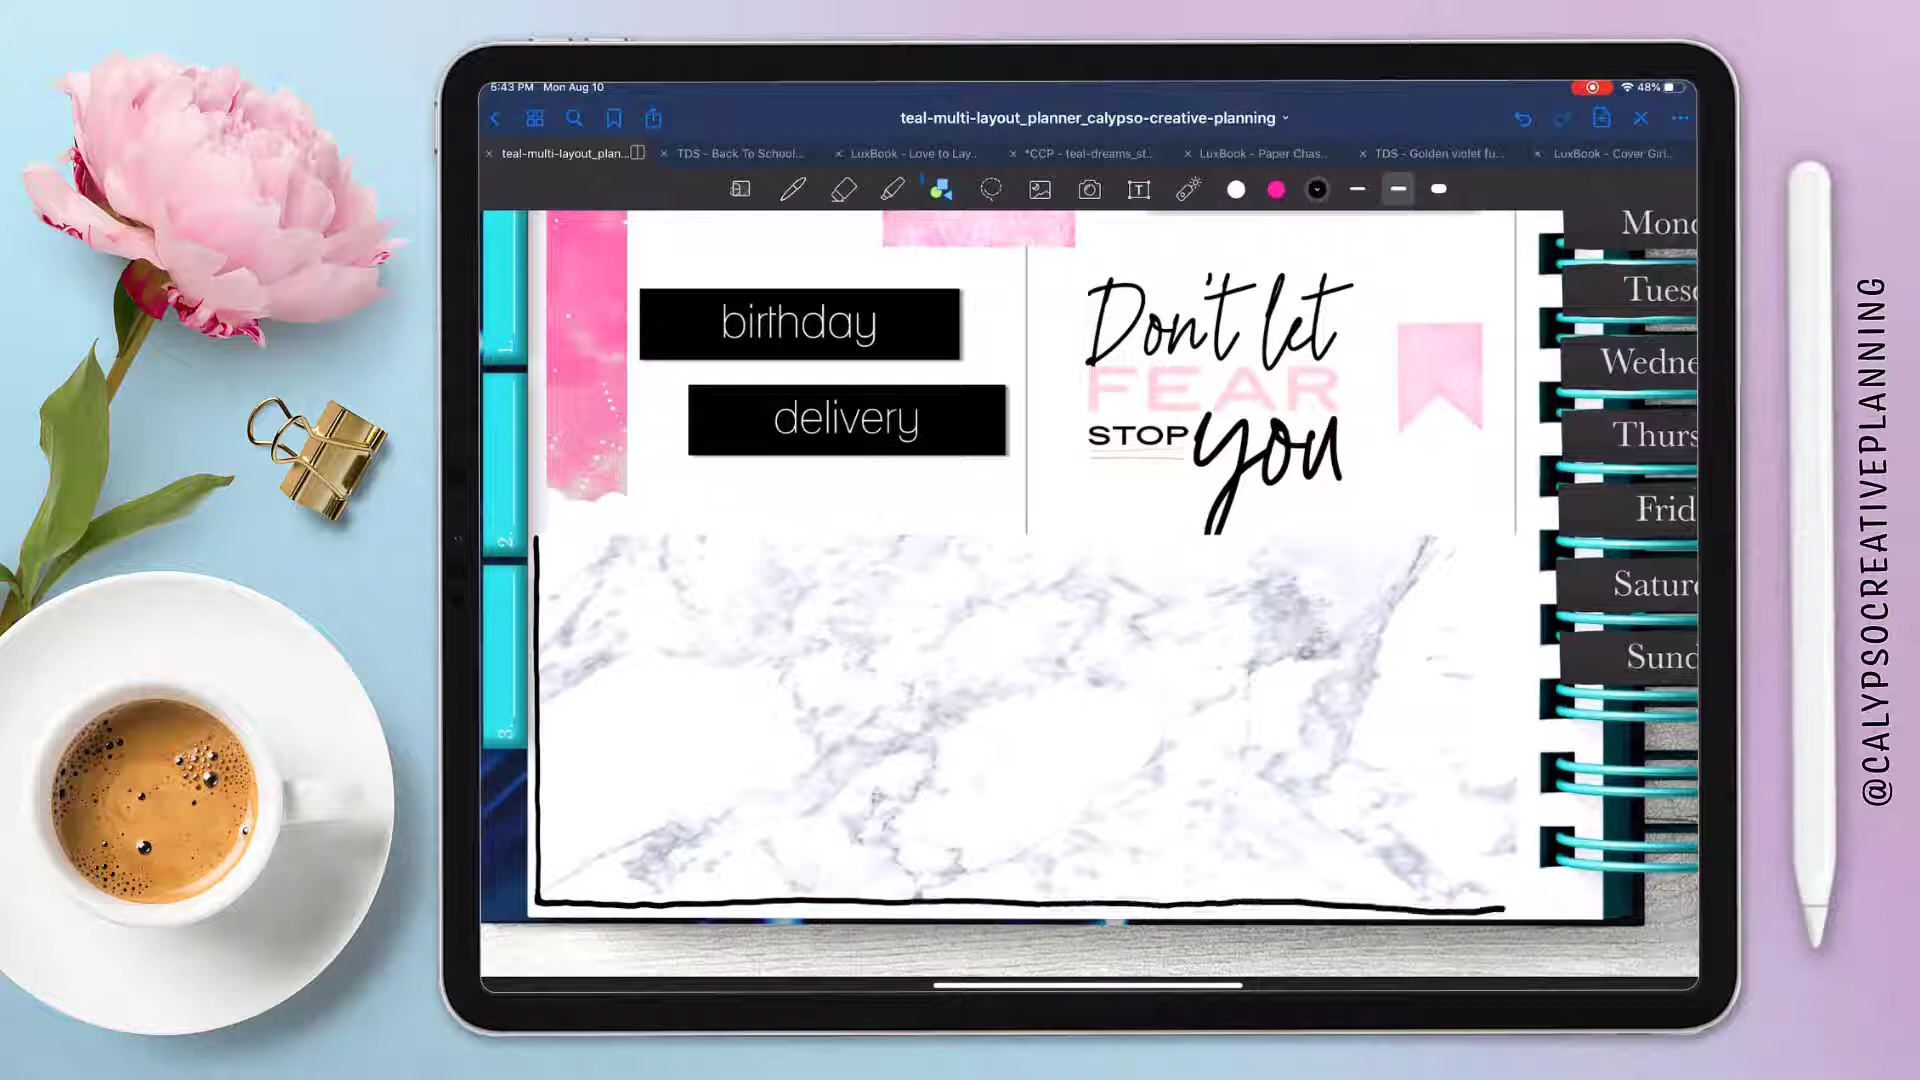 5:43 PM Mon Aug 10
48%
teal-multi-layout_planner_calypso-creative-planning
teal-multi-layout_plan...
TDS - Back To School...
LuxBook - Love to Lay...
*CCP - teal-dreams_st...
LuxBook - Paper Chas...
TDS - Golden violet fu...
LuxBook - Cover Girl...
T
birthday
delivery
Don't let
FEAR
STOP you
1.
2.
3.
Mond
Tuesd
Wedne
Thurs
Frid
Satur
Sund
@CALYPSOCREATIVEPLANNING